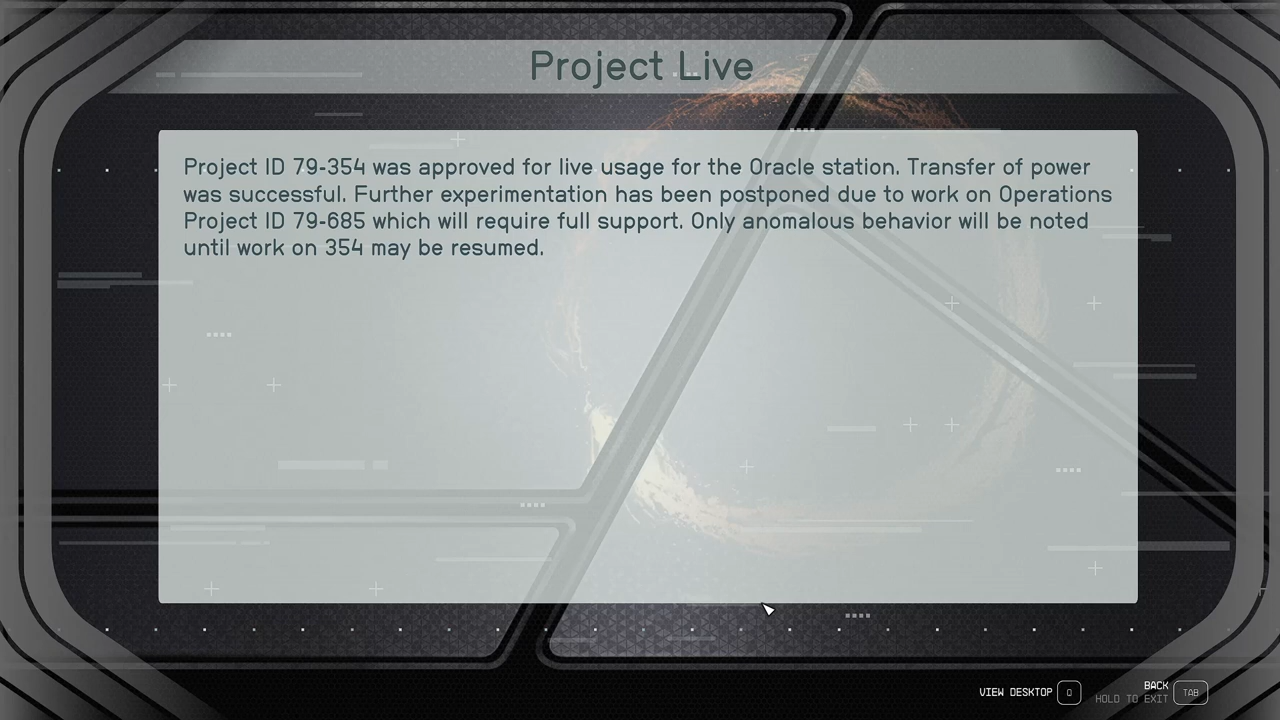 Project Live
Project ID 79-354 was approved for live usage for the Oracle station. Transfer of power
was successful. Further experimentation has been postponed due to work on Operations
Project ID 79-685 which will require full support. Only anomalous behavior will be noted
until work on 354 may be resumed.
VIEW DESKTOP Q
BACK
HOLD TO EXIT TAB